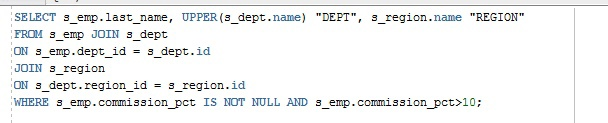 SELECT s_emp.last_name, UPPER(s_dept.name) "DEPT", s_region.name "REGION"
FROM s_emp JOIN s_dept
ON s_emp.dept_id = s_dept.id
JOIN s_region
ON s_dept.region_id = s_region.id
WHERE s_emp.commission_pct IS NOT NULL AND s_emp.commission_pct>10;